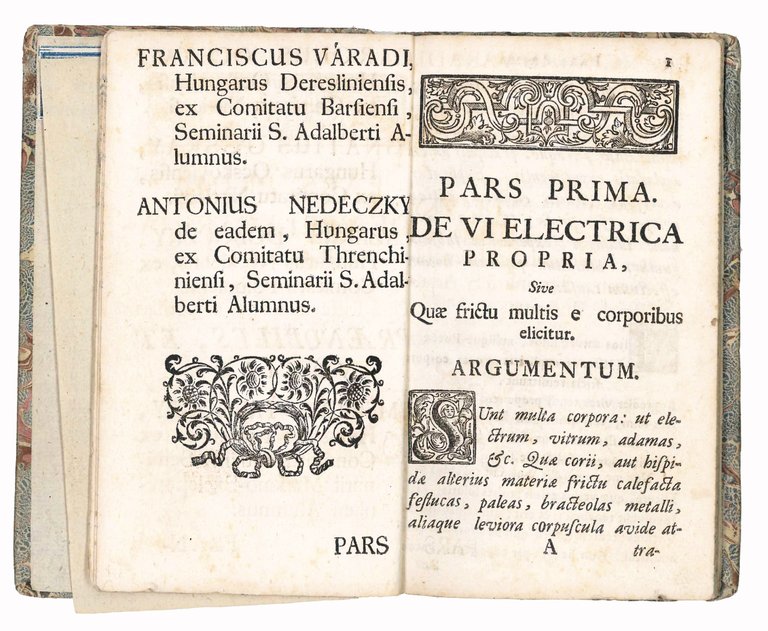 FRANCISCUS VÁRADI,
Hungarus Dereslinienſis,
ex Comitatu Barſienſi,
Seminarii S. Adalberti A-
lumnus.
ANTONIUS NEDECZKY
de eadem, Hungarus,
ex Comitatu Threnchi-
nienſi, Seminarii S. Adal-
berti Alumnus.
PARS
1
PARS PRIMA.
DE VI ELECTRICA
PROPRIA,
Sive
Quæ frictu multis e corporibus
elicitur.
ARGUMENTUM.
SUnt multa corpora: ut ele-
ctrum, vitrum, adamas,
&c. Quæ corii, aut hiſpi-
dæ alterius materiæ frictu calefacta
feſtucas, paleas, bracteolas metalli,
aliaque leviora corpuſcula avide at-
A
tra-